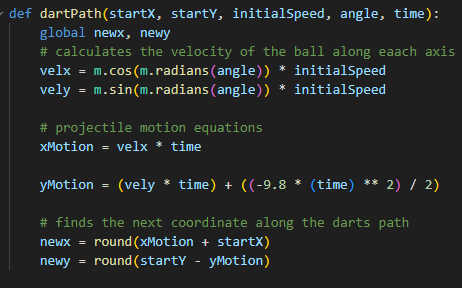 def dartPath(startX, startY, initialSpeed, angle, time):
    global newx, newy
    # calculates the velocity of the ball along eaach axis
    velx = m.cos(m.radians(angle)) * initialSpeed
    vely = m.sin(m.radians(angle)) * initialSpeed

    # projectile motion equations
    xMotion = velx * time

    yMotion = (vely * time) + ((-9.8 * (time) ** 2) / 2)

    # finds the next coordinate along the darts path
    newx = round(xMotion + startX)
    newy = round(startY - yMotion)